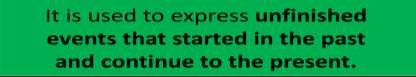 It is used to express unfinished
events that started in the past
and continue to the present.